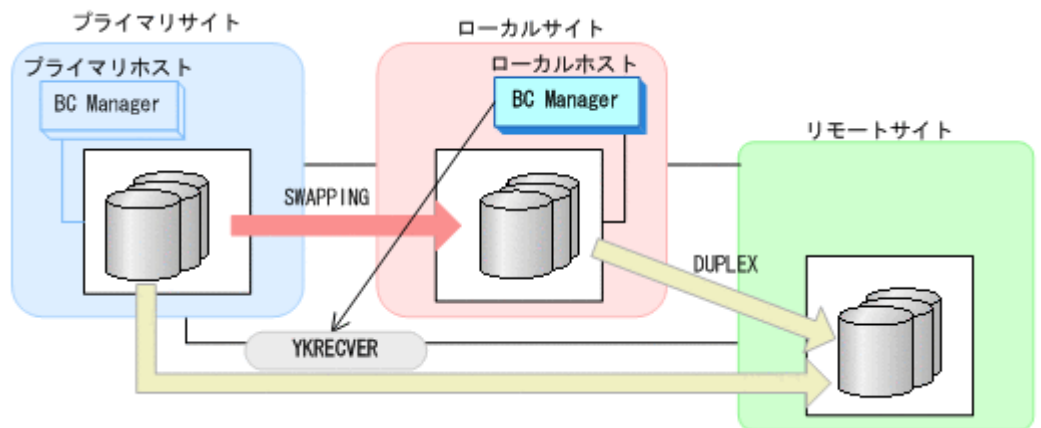 プライマリサイト
ローカルサイト
プライマリホスト
ローカルホスト
BC Manager
BC Manager
リモートサイト
SWAPPING
DUPLEX
YKRECVER